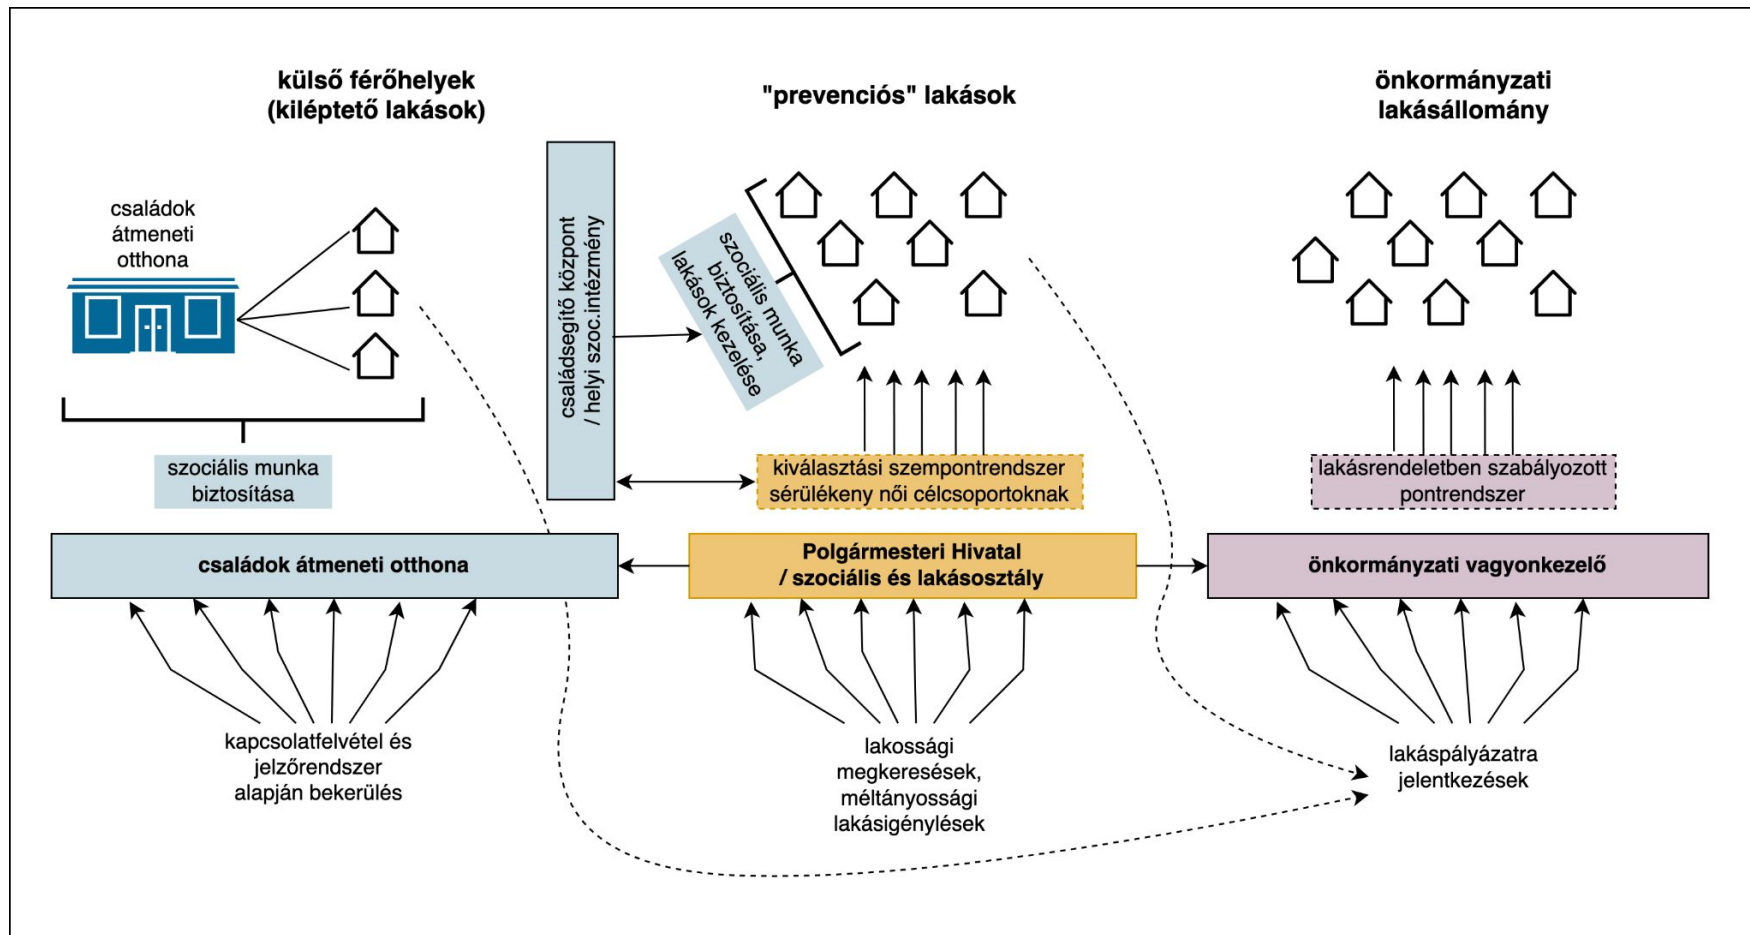 külső férőhelyek
(kiléptető lakások)
"prevenciós" lakások
önkormányzati
lakásállomány
családok
átmeneti
otthona
szociális munka
biztosítása
családsegítő központ
/ helyi szoc.intézmény
szociális munka
biztosítása,
lakások kezelése
kiválasztási szempontrendszer
sérülékeny női célcsoportoknak
lakásrendeletben szabályozott
pontrendszer
családok átmeneti otthona
Polgármesteri Hivatal
/ szociális és lakásosztály
önkormányzati vagyonkezelő
kapcsolatfelvétel és
jelzőrendszer
alapján bekerülés
lakossági
megkeresések,
méltányossági
lakásigénylések
lakáspályázatra
jelentkezések